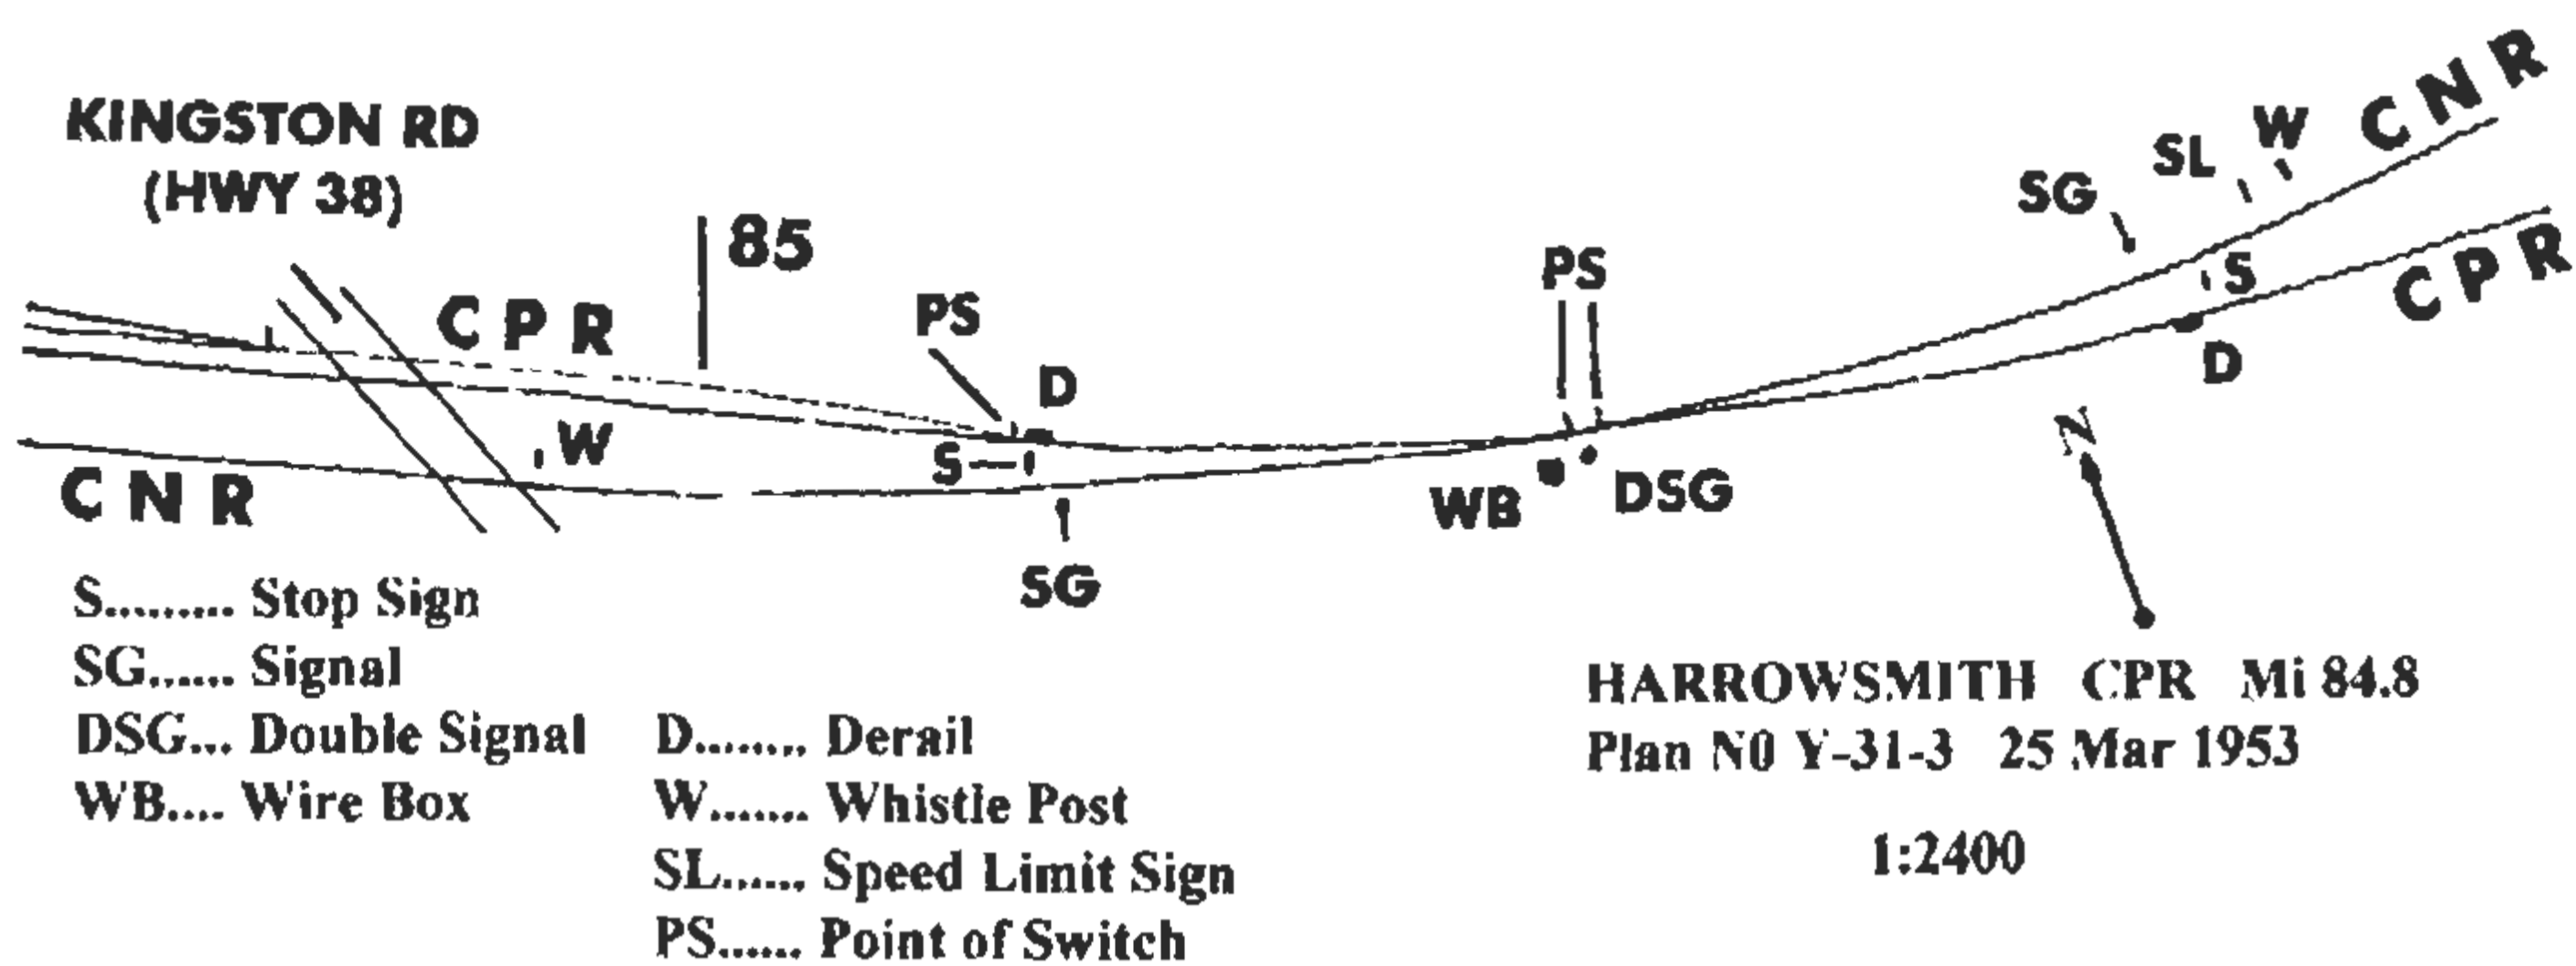 KINGSTON RD
(HWY 38)
85
C P R
PS
D
PS
SG
SL
W
C N R
S
C P R
D
N
W
S
C N R
SG
WB
DSG
S.......... Stop Sign
SG...... Signal
DSG... Double Signal
WB.... Wire Box
D........ Derail
W....... Whistle Post
SL...... Speed Limit Sign
PS...... Point of Switch
HARROWSMITH CPR Mi 84.8
Plan N0 Y-31-3 25 Mar 1953
1:2400